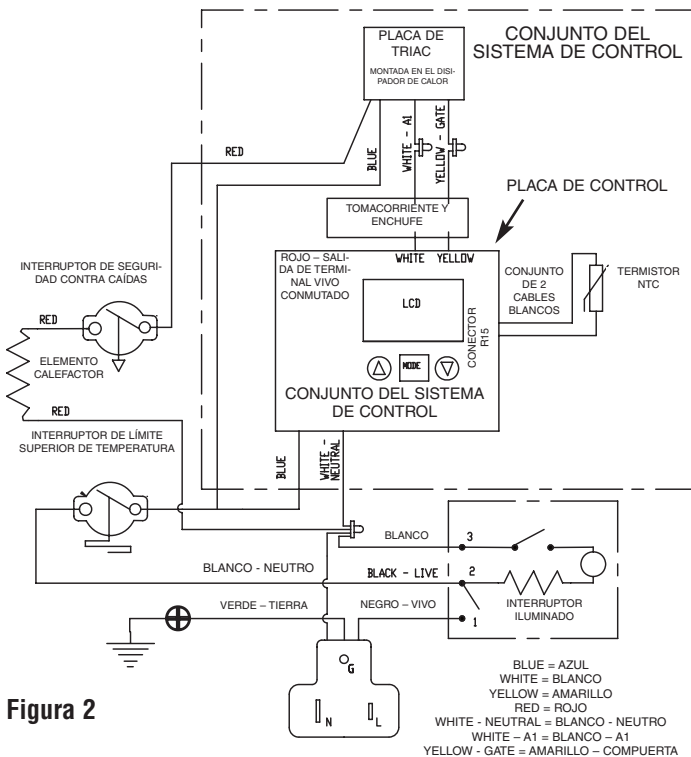 CONJUNTO DEL
SISTEMA DE CONTROL
PLACA DE
TRIAC
MONTADA EN EL DISI-
PADOR DE CALOR
RED
BLUE
WHITE - A1
YELLOW - GATE
PLACA DE CONTROL
TOMACORRIENTE Y
ENCHUFE
WHITE YELLOW
ROJO – SALI-
DA DE TERMI-
NAL VIVO
CONMUTADO
LCD
CONECTOR
R15
CONJUNTO
DE 2
CABLES
BLANCOS
TERMISTOR
NTC
INTERRUPTOR DE SEGURI-
DAD CONTRA CAÍDAS
RED
ELEMENTO
CALEFACTOR
RED
MODE
CONJUNTO DEL SISTEMA
DE CONTROL
INTERRUPTOR DE LÍMITE
SUPERIOR DE TEMPERATURA
BLUE
WHITE -
NEUTRAL
BLANCO
3
BLANCO - NEUTRO
BLACK - LIVE
2
INTERRUPTOR
ILUMINADO
VERDE – TIERRA
NEGRO – VIVO
1
G
N
L
Figura 2
BLUE = AZUL
WHITE = BLANCO
YELLOW = AMARILLO
RED = ROJO
WHITE - NEUTRAL = BLANCO - NEUTRO
WHITE – A1 = BLANCO – A1
YELLOW - GATE = AMARILLO – COMPUERTA